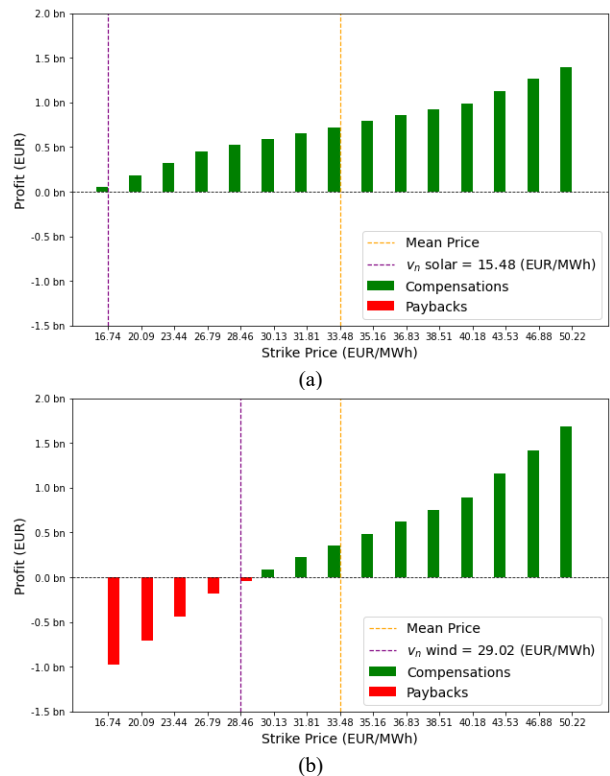 2.0 bn
1.5 bn
1.0 bn
0.5 bn
0.0 bn
-0.5 bn
-1.0 bn
-1.5 bn
Profit (EUR)
Mean Price
vₙ solar = 15.48 (EUR/MWh)
Compensations
Paybacks
16.74 20.09 23.44 26.79 28.46 30.13 31.81 33.48 35.16 36.83 38.51 40.18 43.53 46.88 50.22
Strike Price (EUR/MWh)
(a)
2.0 bn
1.5 bn
1.0 bn
0.5 bn
0.0 bn
-0.5 bn
-1.0 bn
-1.5 bn
Profit (EUR)
Mean Price
vₙ wind = 29.02 (EUR/MWh)
Compensations
Paybacks
16.74 20.09 23.44 26.79 28.46 30.13 31.81 33.48 35.16 36.83 38.51 40.18 43.53 46.88 50.22
Strike Price (EUR/MWh)
(b)